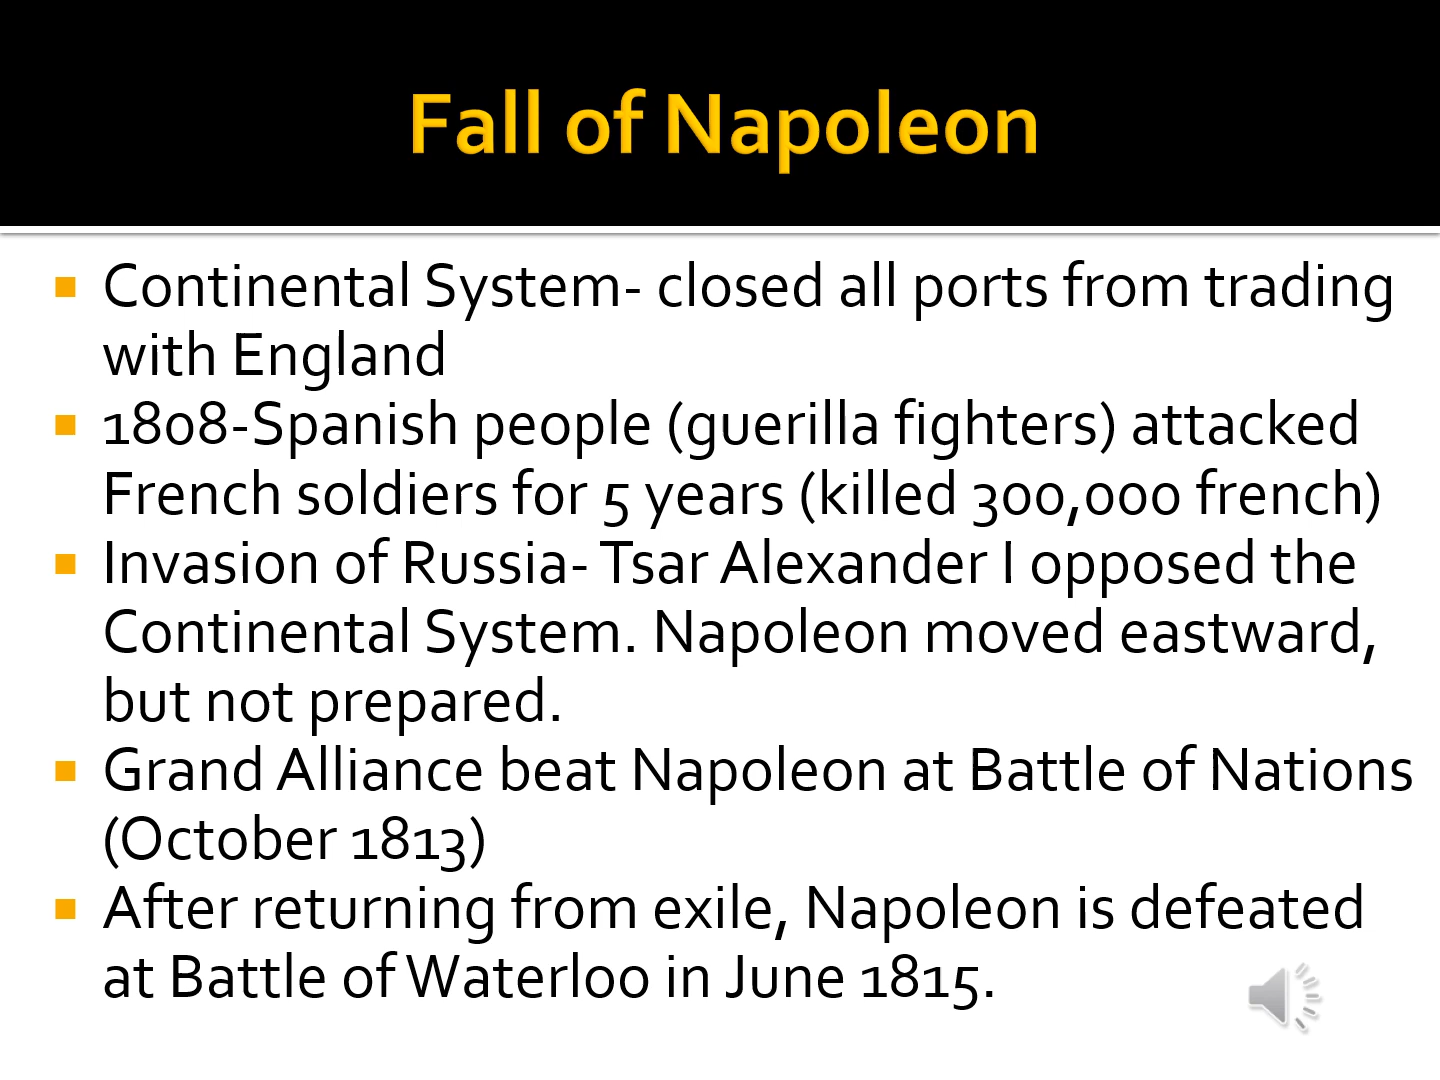 Fall of Napoleon
Continental System- closed all ports from trading
with England
1808-Spanish people (guerilla fighters) attacked
French soldiers for 5 years (killed 300,000 french)
Invasion of Russia- Tsar Alexander I opposed the
Continental System. Napoleon moved eastward,
but not prepared.
Grand Alliance beat Napoleon at Battle of Nations
(October 1813)
After returning from exile, Napoleon is defeated
at Battle of Waterloo in June 1815.